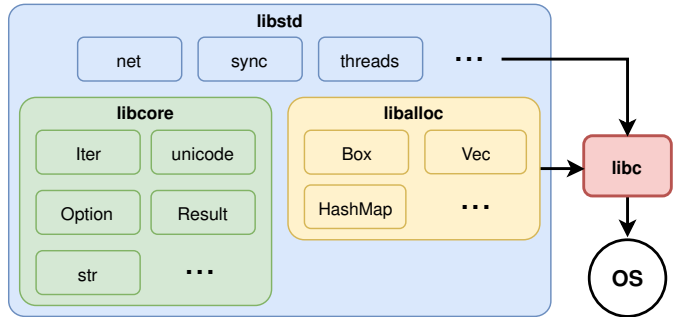 libstd
net
sync
threads
...
libcore
Iter
unicode
Option
Result
str
...
liballoc
Box
Vec
HashMap
...
libc
OS